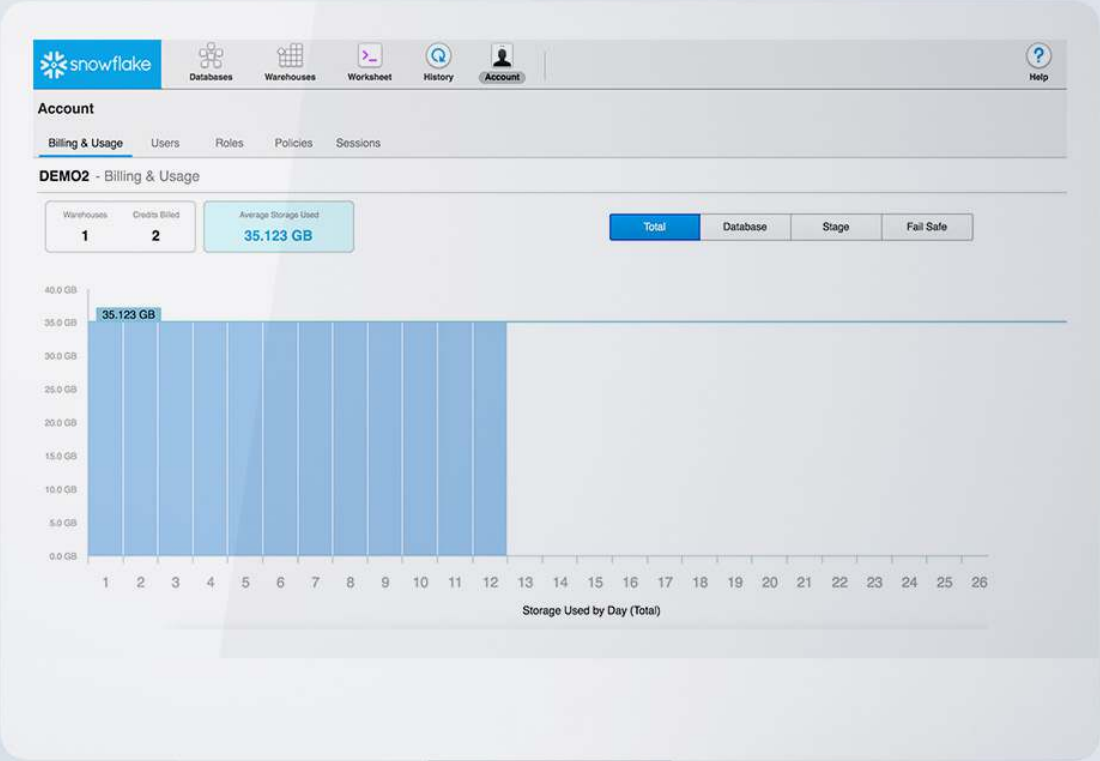 snowflake
Databases Warehouses Worksheet History Account Help
Account
Billing & Usage Users Roles Policies Sessions
DEMO2 - Billing & Usage
Warehouses Credits Billed Average Storage Used
1 2 35.123 GB
Total Database Stage Fail Safe
40.0 GB
35.123 GB
35.0 GB
30.0 GB
25.0 GB
20.0 GB
15.0 GB
10.0 GB
5.0 GB
0.0 GB
1 2 3 4 5 6 7 8 9 10 11 12 13 14 15 16 17 18 19 20 21 22 23 24 25 26
Storage Used by Day (Total)